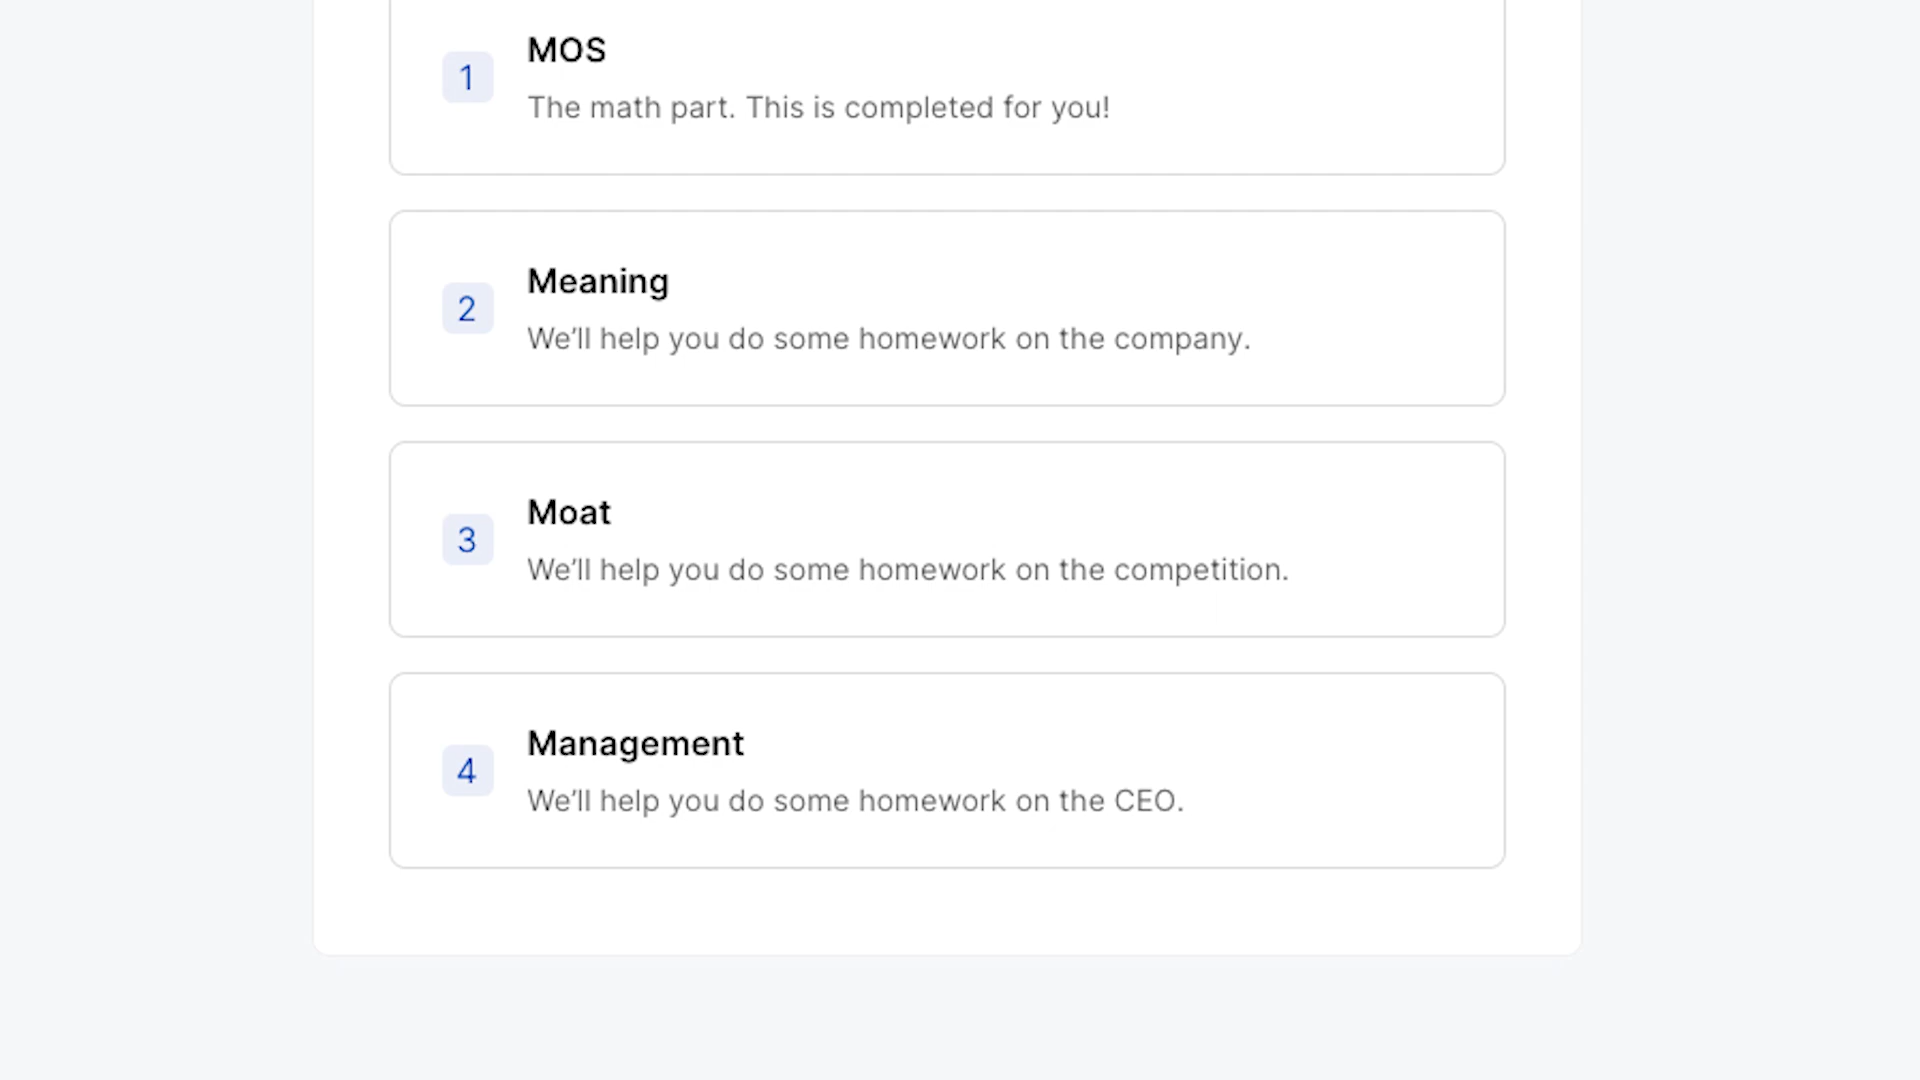 MOS
1
The math part. This is completed for you!
Meaning
2
We'll help you do some homework on the company.
Moat
3
We'll help you do some homework on the competition.
Management
4
We'll help you do some homework on the CEO.